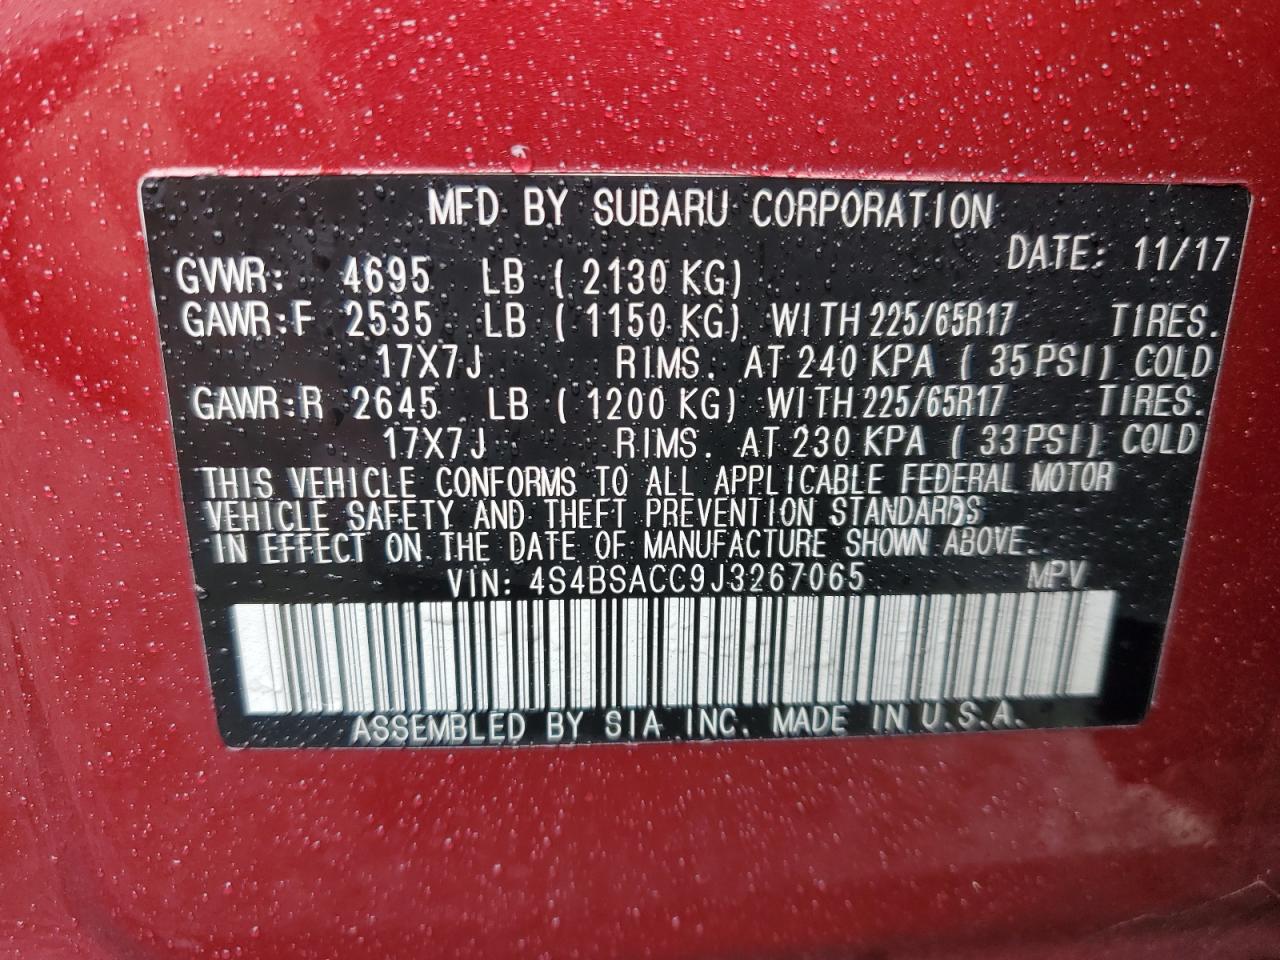 MFD BY SUBARU CORPORATION
DATE: 11/17
GVWR: 4695 LB ( 2130 KG)
GAWR:F 2535 LB ( 1150 KG) WITH 225/65R17 TIRES.
17X7J RIMS. AT 240 KPA ( 35 PSI) COLD
GAWR:R 2645 LB ( 1200 KG) WITH 225/65R17 TIRES.
17X7J RIMS. AT 230 KPA ( 33 PSI) COLD
THIS VEHICLE CONFORMS TO ALL APPLICABLE FEDERAL MOTOR
VEHICLE SAFETY AND THEFT PREVENTION STANDARDS
IN EFFECT ON THE DATE OF MANUFACTURE SHOWN ABOVE.
VIN: 4S4BSACC9J3267065 MPV
ASSEMBLED BY SIA INC. MADE IN U.S.A.